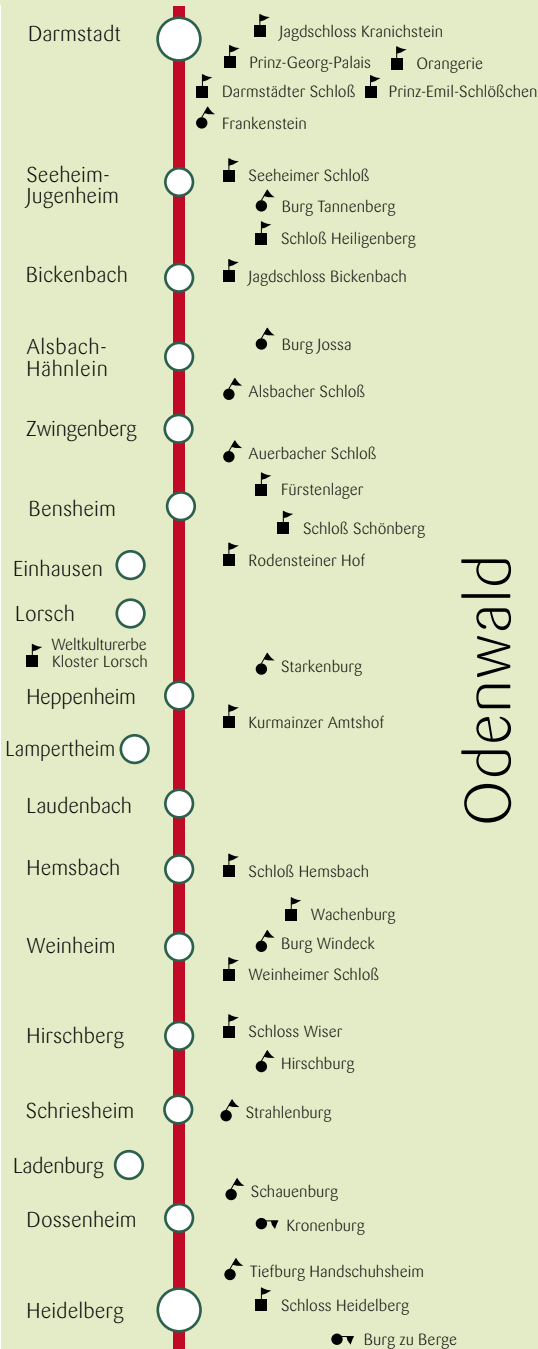 Darmstadt
Jagdschloss Kranichstein
Prinz-Georg-Palais
Orangerie
Darmstädter Schloß
Prinz-Emil-Schlößchen
Frankenstein
Seeheim-
Jugenheim
Seeheimer Schloß
Burg Tannenberg
Schloß Heiligenberg
Bickenbach
Jagdschloss Bickenbach
Alsbach-
Hähnlein
Burg Jossa
Alsbacher Schloß
Zwingenberg
Auerbacher Schloß
Fürstenlager
Bensheim
Schloß Schönberg
Rodensteiner Hof
Einhausen
Lorsch
Weltkulturerbe
Kloster Lorsch
Starkenburg
Heppenheim
Kurmainzer Amtshof
Lampertheim
Odenwald
Laudenbach
Hemsbach
Schloß Hemsbach
Wachenburg
Weinheim
Burg Windeck
Weinheimer Schloß
Hirschberg
Schloss Wiser
Hirschburg
Schriesheim
Strahlenburg
Ladenburg
Schauenburg
Dossenheim
Kronenburg
Tiefburg Handschuhsheim
Heidelberg
Schloss Heidelberg
Burg zu Berge